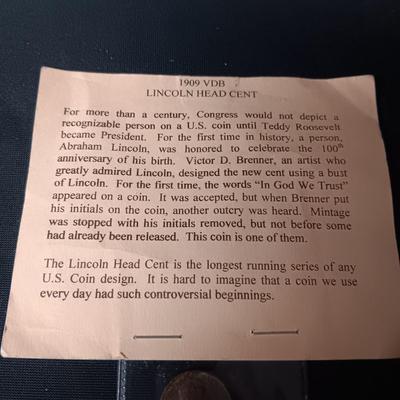 1909 VDB
LINCOLN HEAD CENT
For more than a century, Congress would not depict a
recognizable person on a U.S. coin until Teddy Roosevelt
became President. For the first time in history, a person,
Abraham Lincoln, was honored to celebrate the 100th
anniversary of his birth. Victor D. Brenner, an artist who
greatly admired Lincoln, designed the new cent using a bust
of Lincoln. For the first time, the words “In God We Trust”
appeared on a coin. It was accepted, but when Brenner put
his initials on the coin, another outcry was heard. Mintage
was stopped with his initials removed, but not before some
had already been released. This coin is one of them.
The Lincoln Head Cent is the longest running series of any
U.S. Coin design. It is hard to imagine that a coin we use
every day had such controversial beginnings.